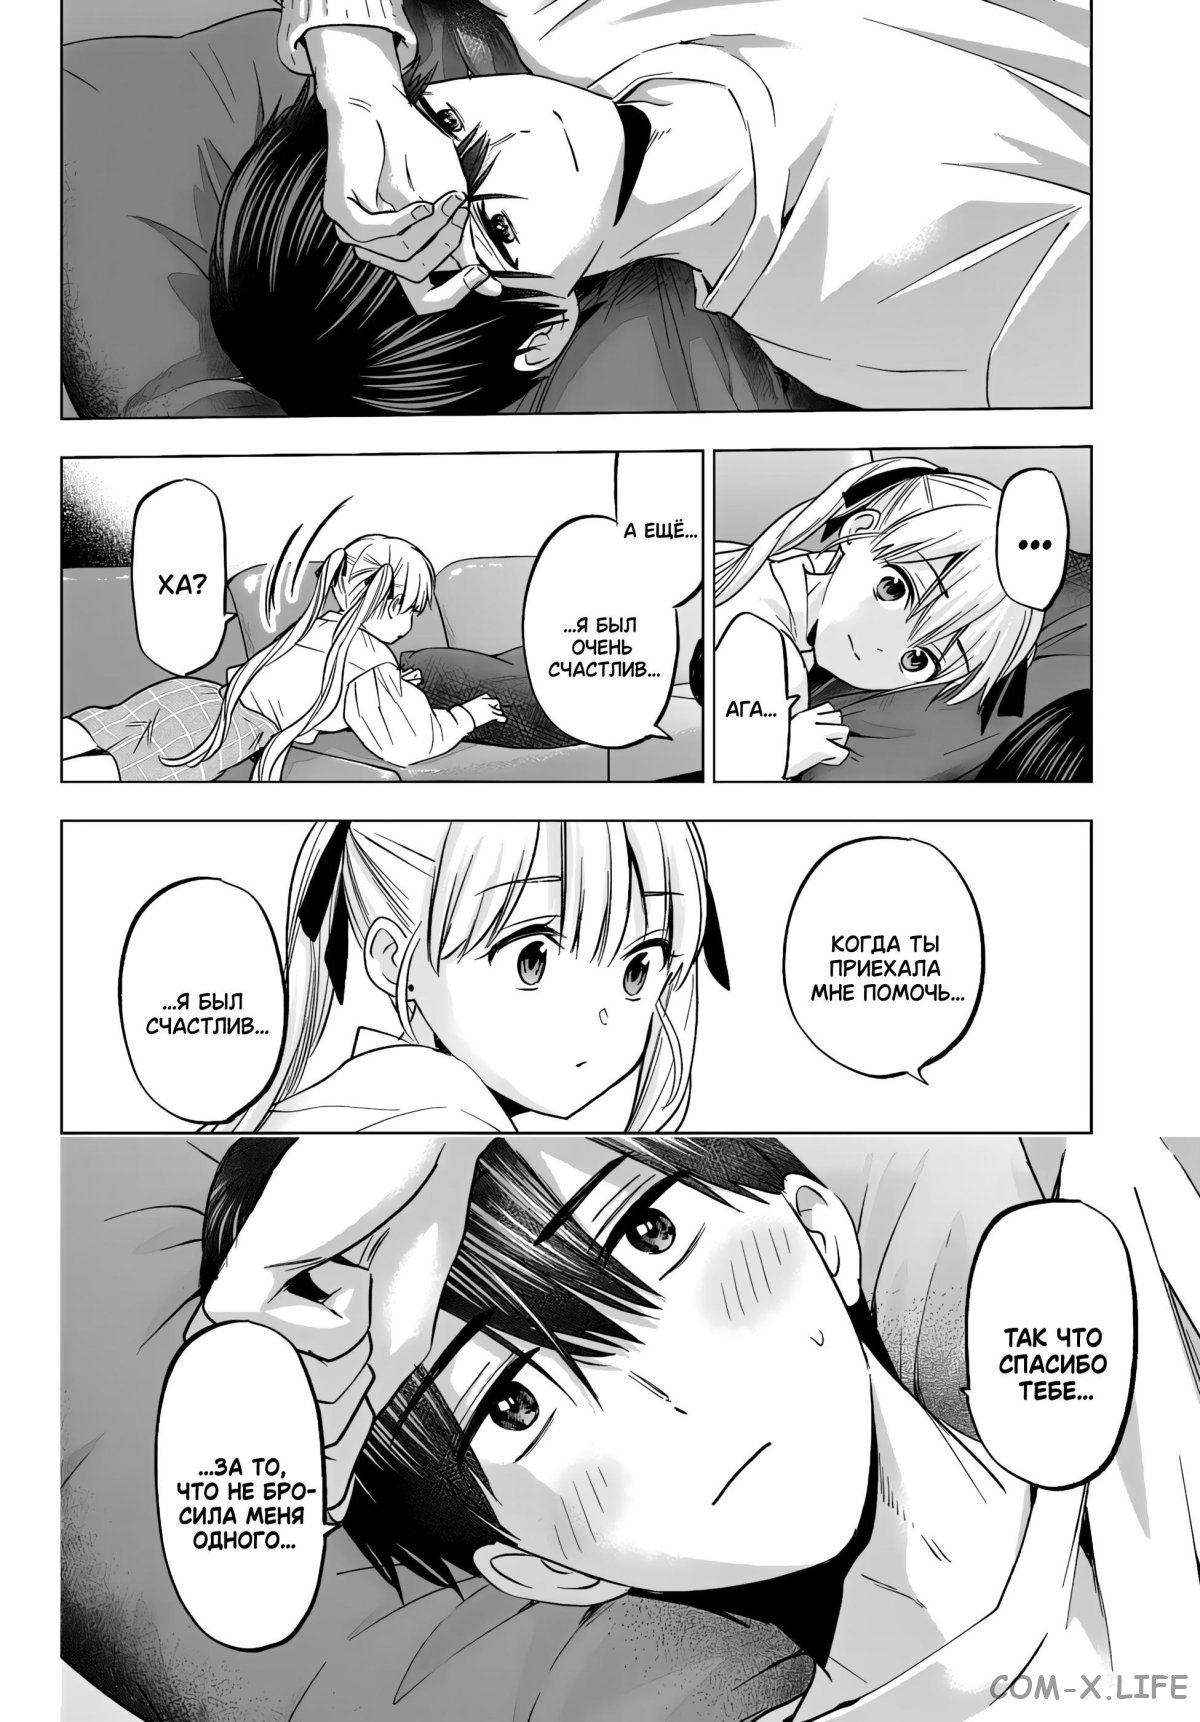 ...
АГА...
А ЕЩЁ...
...Я БЫЛ
ОЧЕНЬ
СЧАСТЛИВ...
ХА?
КОГДА ТЫ
ПРИЕХАЛА
МНЕ ПОМОЧЬ...
...Я БЫЛ
СЧАСТЛИВ...
ТАК ЧТО
СПАСИБО
ТЕБЕ...
...ЗА ТО,
ЧТО НЕ БРО-
СИЛА МЕНЯ
ОДНОГО...
COM-X.LIFE